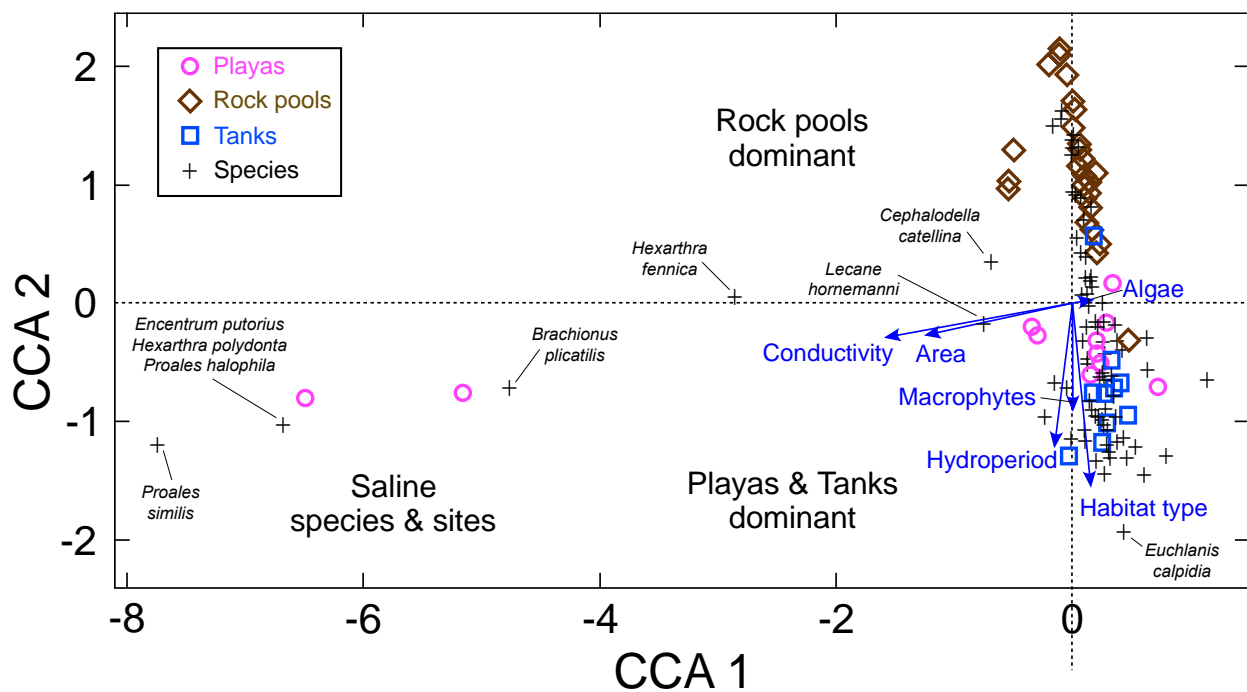 2
1
0
-1
-2
CCA 2
Playas
Rock pools
Tanks
Species
Rock pools
dominant
Cephalodella
catellina
Hexarthra
fennica
Lecane
hornemanni
Algae
Encentrum putorius
Hexarthra polydonta
Proales halophila
Brachionus
plicatilis
Conductivity
Area
Macrophytes
Hydroperiod
Habitat type
Proales
similis
Saline
species & sites
Playas & Tanks
dominant
Euchlanis
calpidia
-8
-6
-4
-2
0
CCA 1